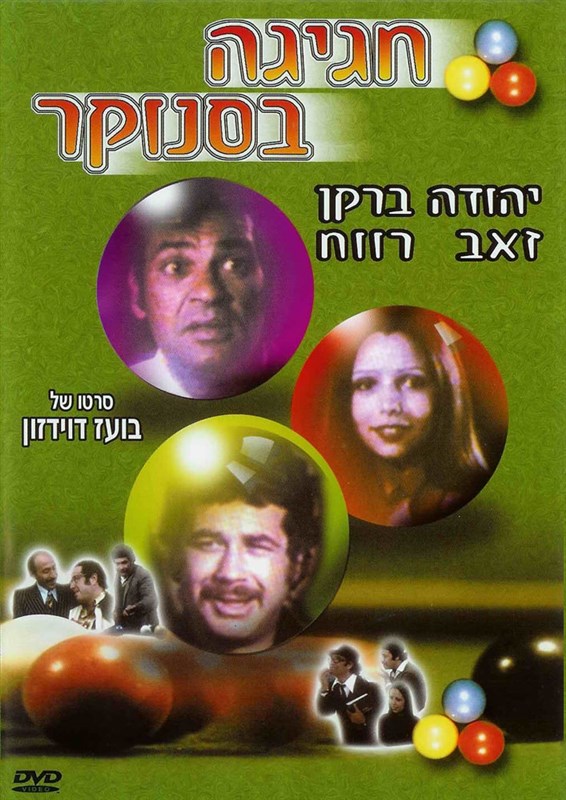 חגיגה
בסנוקר
יהודה ברקן
זאב רווח
סרטו של
בועז דוידזון
DVD
VIDEO